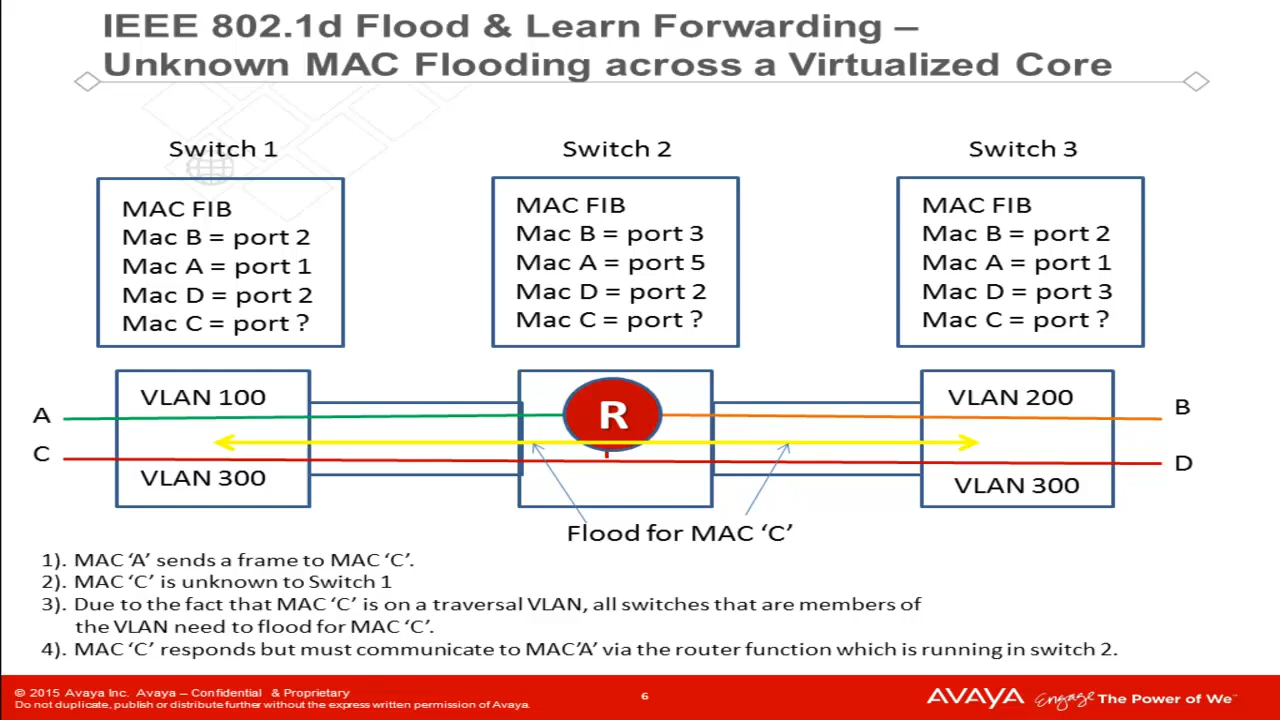 IEEE 802.1d Flood & Learn Forwarding –
Unknown MAC Flooding across a Virtualized Core
Switch 1
MAC FIB
Mac B = port 2
Mac A = port 1
Mac D = port 2
Mac C = port ?
Switch 2
MAC FIB
Mac B = port 3
Mac A = port 5
Mac D = port 2
Mac C = port ?
Switch 3
MAC FIB
Mac B = port 2
Mac A = port 1
Mac D = port 3
Mac C = port ?
A
C
VLAN 100
VLAN 300
R
VLAN 200
VLAN 300
B
D
Flood for MAC ‘C’
1). MAC ‘A’ sends a frame to MAC ‘C’.
2). MAC ‘C’ is unknown to Switch 1
3). Due to the fact that MAC ‘C’ is on a traversal VLAN, all switches that are members of
the VLAN need to flood for MAC ‘C’.
4). MAC ‘C’ responds but must communicate to MAC’A’ via the router function which is running in switch 2.
© 2015 Avaya Inc. Avaya – Confidential & Proprietary
Do not duplicate, publish or distribute further without the express written permission of Avaya.
6
AVAYA Engage The Power of We™